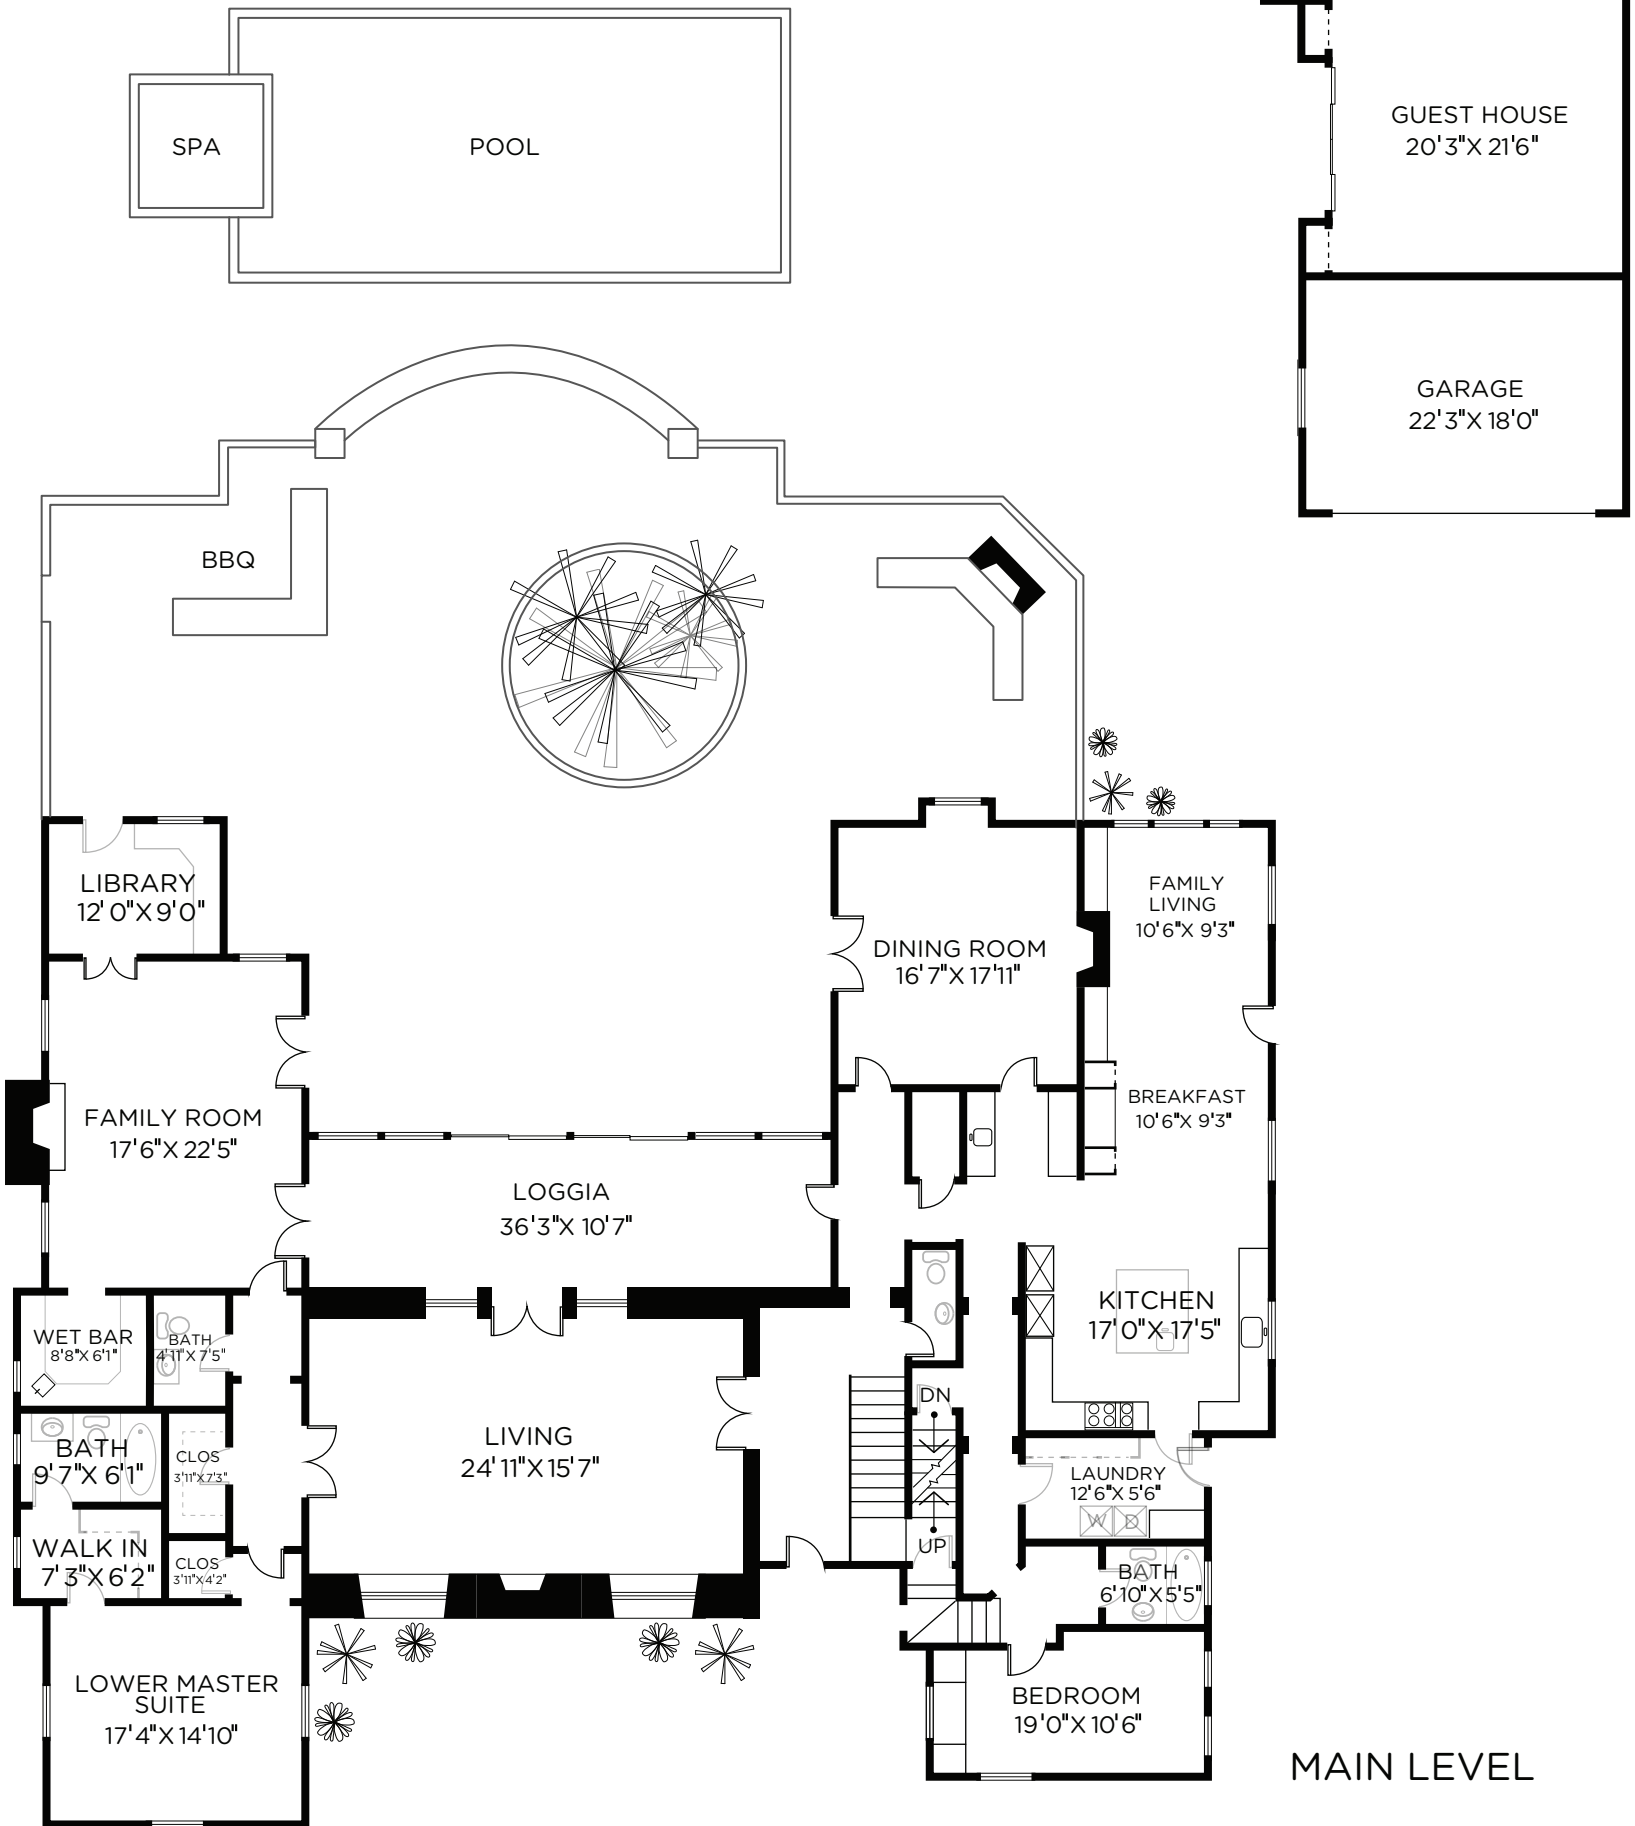 GUEST HOUSE
20'3"X 21'6"
SPA
POOL
GARAGE
22'3"X 18'0"
BBQ
LIBRARY
12'0"X 9'0"
FAMILY
LIVING
10'6"X 9'3"
DINING ROOM
16'7"X 17'11"
FAMILY ROOM
17'6"X 22'5"
BREAKFAST
10'6"X 9'3"
LOGGIA
36'3"X 10'7"
KITCHEN
17'0"X 17'5"
WET BAR
8'8"X 6'1"
BATH
4'11"X 7'5"
DN
LIVING
24'11"X 15'7"
BATH
9'7"X 6'1"
CLOS
3'11"X 7'3"
LAUNDRY
12'6"X 5'6"
W D
UP
WALK IN
7'3"X 6'2"
CLOS
3'11"X 4'2"
BATH
6'10"X 5'5"
LOWER MASTER
SUITE
17'4"X 14'10"
BEDROOM
19'0"X 10'6"
MAIN LEVEL